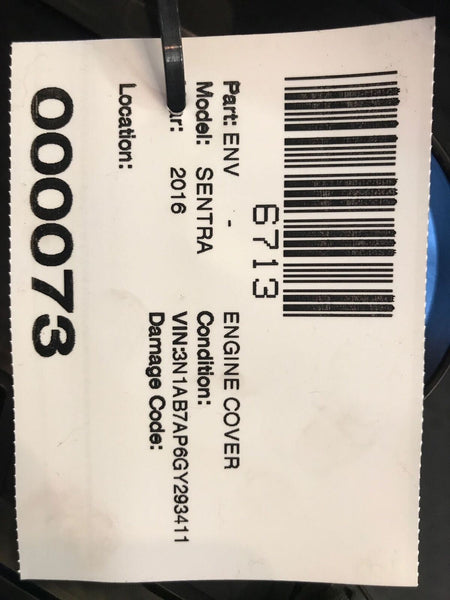 6713
Part: ENV - ENGINE COVER
Model: SENTRA Condition:
2016 VIN:3N1AB7AP6GY293411
Damage Code:
Location:
000073